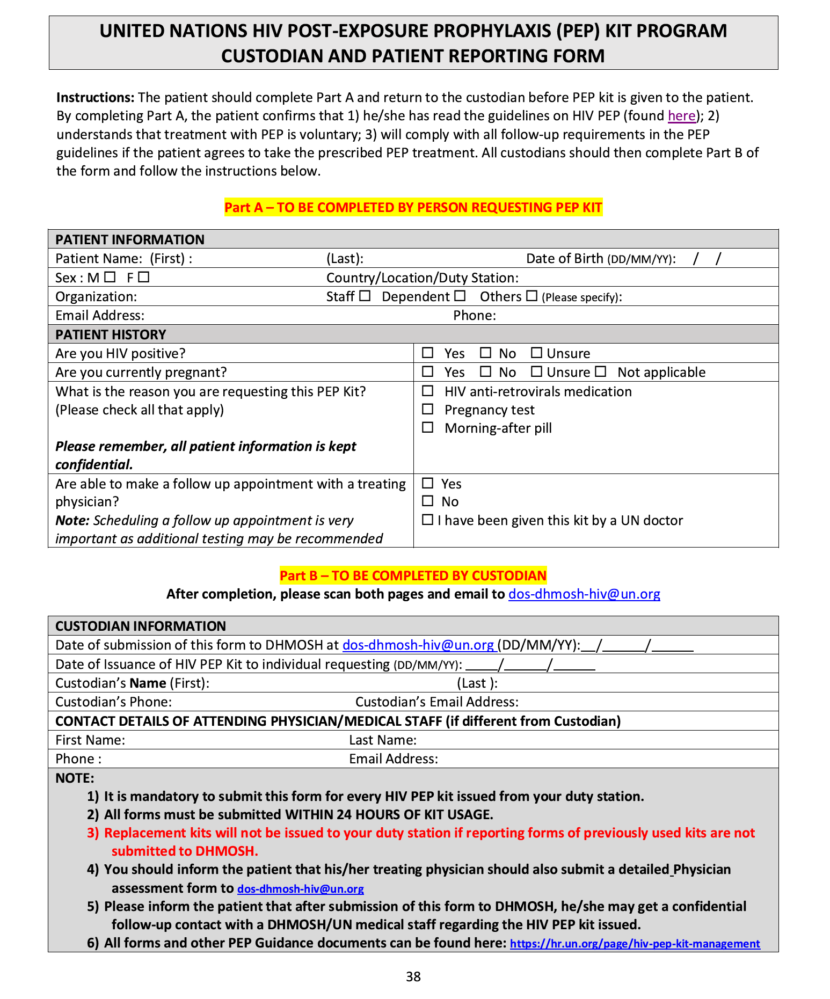 UNITED NATIONS HIV POST-EXPOSURE PROPHYLAXIS (PEP) KIT PROGRAM
CUSTODIAN AND PATIENT REPORTING FORM
Instructions: The patient should complete Part A and return to the custodian before PEP kit is given to the patient.
By completing Part A, the patient confirms that 1) he/she has read the guidelines on HIV PEP (found here); 2)
understands that treatment with PEP is voluntary; 3) will comply with all follow-up requirements in the PEP
guidelines if the patient agrees to take the prescribed PEP treatment. All custodians should then complete Part B of
the form and follow the instructions below.
Part A – TO BE COMPLETED BY PERSON REQUESTING PEP KIT
PATIENT INFORMATION
Patient Name: (First) : (Last): Date of Birth (DD/MM/YY): / /
Sex : M ☐ F ☐ Country/Location/Duty Station:
Organization: Staff ☐ Dependent ☐ Others ☐ (Please specify):
Email Address: Phone:
PATIENT HISTORY
Are you HIV positive? ☐ Yes ☐ No ☐ Unsure
Are you currently pregnant? ☐ Yes ☐ No ☐ Unsure ☐ Not applicable
What is the reason you are requesting this PEP Kit? ☐ HIV anti-retrovirals medication
(Please check all that apply) ☐ Pregnancy test
☐ Morning-after pill
Please remember, all patient information is kept
confidential.
Are able to make a follow up appointment with a treating ☐ Yes
physician? ☐ No
Note: Scheduling a follow up appointment is very ☐ I have been given this kit by a UN doctor
important as additional testing may be recommended
Part B – TO BE COMPLETED BY CUSTODIAN
After completion, please scan both pages and email to dos-dhmosh-hiv@un.org
CUSTODIAN INFORMATION
Date of submission of this form to DHMOSH at dos-dhmosh-hiv@un.org (DD/MM/YY):__/______/______
Date of Issuance of HIV PEP Kit to individual requesting (DD/MM/YY): _____/______/______
Custodian’s Name (First): (Last ):
Custodian’s Phone: Custodian’s Email Address:
CONTACT DETAILS OF ATTENDING PHYSICIAN/MEDICAL STAFF (if different from Custodian)
First Name: Last Name:
Phone : Email Address:
NOTE:
1) It is mandatory to submit this form for every HIV PEP kit issued from your duty station.
2) All forms must be submitted WITHIN 24 HOURS OF KIT USAGE.
3) Replacement kits will not be issued to your duty station if reporting forms of previously used kits are not
submitted to DHMOSH.
4) You should inform the patient that his/her treating physician should also submit a detailed Physician
assessment form to dos-dhmosh-hiv@un.org
5) Please inform the patient that after submission of this form to DHMOSH, he/she may get a confidential
follow-up contact with a DHMOSH/UN medical staff regarding the HIV PEP kit issued.
6) All forms and other PEP Guidance documents can be found here: https://hr.un.org/page/hiv-pep-kit-management
38